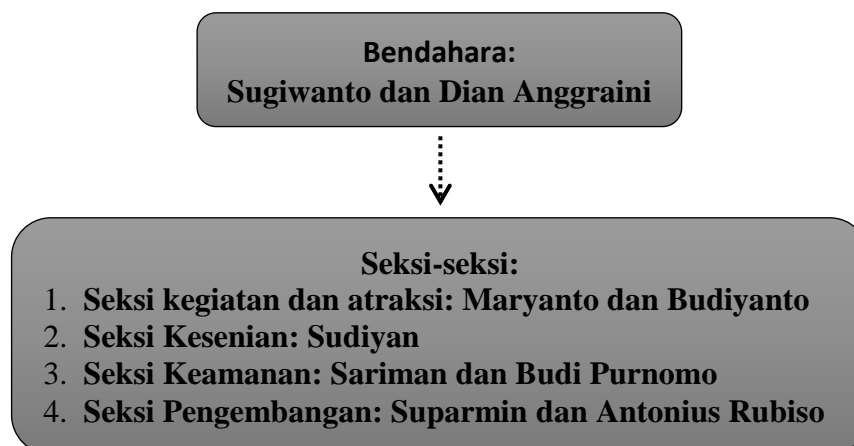 Bendahara:
Sugiwanto dan Dian Anggraini
Seksi-seksi:
1. Seksi kegiatan dan atraksi: Maryanto dan Budiyanto
2. Seksi Kesenian: Sudiyan
3. Seksi Keamanan: Sariman dan Budi Purnomo
4. Seksi Pengembangan: Suparmin dan Antonius Rubiso